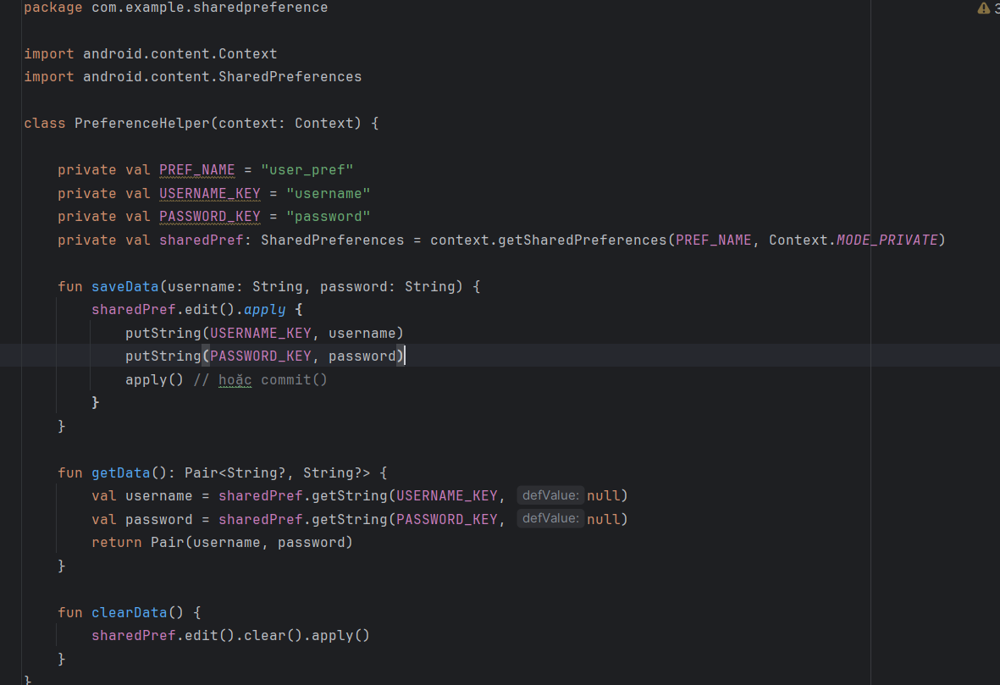 package com.example.sharedpreference
3
import android.content.Context
import android.content.SharedPreferences
class PreferenceHelper(context: Context) {
private val PREF_NAME = "user_pref"
private val USERNAME_KEY = "username"
private val PASSWORD_KEY = "password"
private val sharedPref: SharedPreferences = context.getSharedPreferences(PREF_NAME, Context.MODE_PRIVATE)
fun saveData(username: String, password: String) {
sharedPref.edit().apply {
putString(USERNAME_KEY, username)
putString(PASSWORD_KEY, password)
apply() // hoặc commit()
}
}
fun getData(): Pair<String?, String?> {
val username = sharedPref.getString(USERNAME_KEY, defValue: null)
val password = sharedPref.getString(PASSWORD_KEY, defValue: null)
return Pair(username, password)
}
fun clearData() {
sharedPref.edit().clear().apply()
}
}